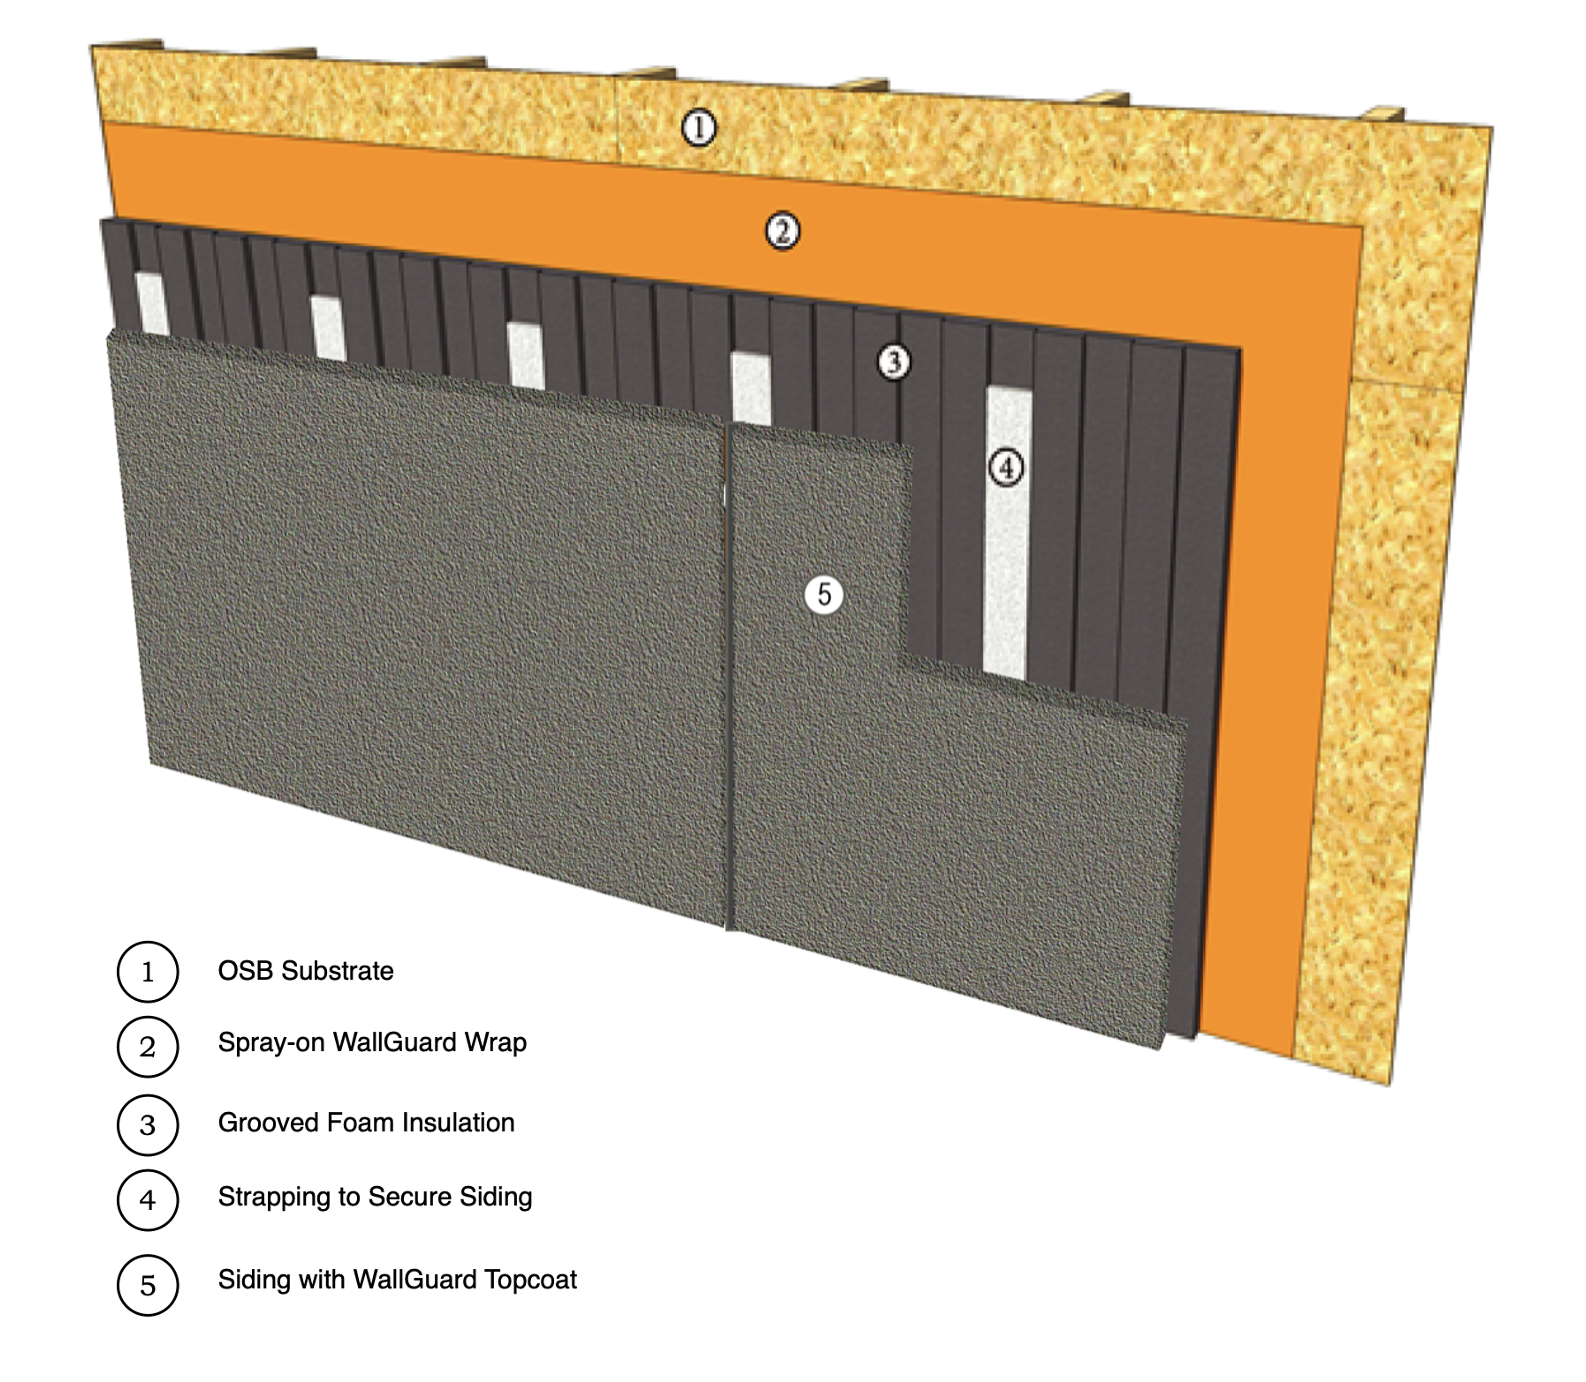 1
2
3
4
5
1 OSB Substrate
2 Spray-on WallGuard Wrap
3 Grooved Foam Insulation
4 Strapping to Secure Siding
5 Siding with WallGuard Topcoat